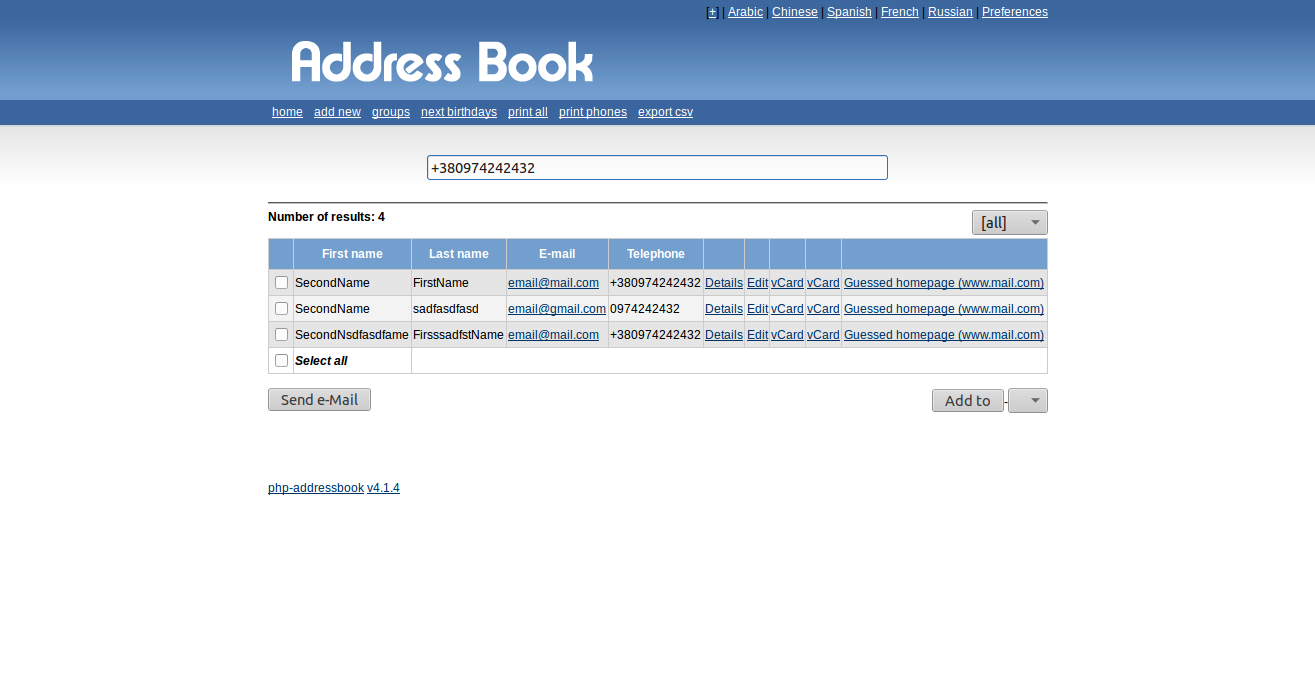 [+] | Arabic | Chinese | Spanish | French | Russian | Preferences
Address Book
home add new groups next birthdays print all print phones export csv
+380974242432
Number of results: 4
[all]
First name Last name E-mail Telephone
SecondName FirstName email@mail.com +380974242432 Details Edit vCard vCard Guessed homepage (www.mail.com)
SecondName sadfasdfasd email@gmail.com 0974242432 Details Edit vCard vCard Guessed homepage (www.mail.com)
SecondNsdfasdfame FirsssadfstName email@mail.com +380974242432 Details Edit vCard vCard Guessed homepage (www.mail.com)
Select all
Send e-Mail Add to -
php-addressbook v4.1.4